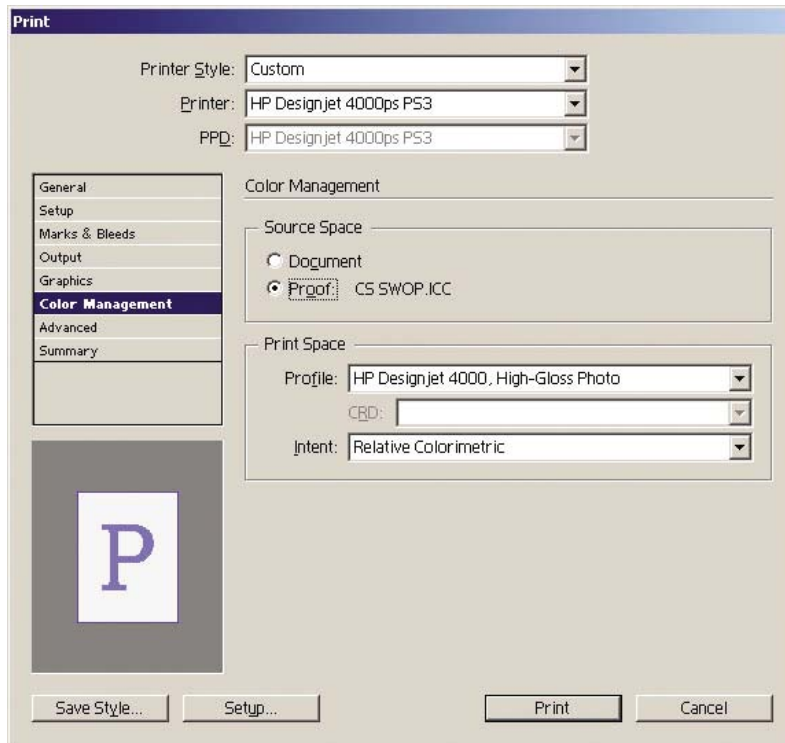 Print
Printer Style: Custom
Printer: HP Designjet 4000ps PS3
PPD: HP Designjet 4000ps PS3
General
Setup
Marks & Bleeds
Output
Graphics
Color Management
Advanced
Summary
Color Management
Source Space
Document
Proof: CS SWOP.ICC
Print Space
Profile: HP Designjet 4000, High-Gloss Photo
CRD:
Intent: Relative Colorimetric
P
Save Style... Setup... Print Cancel